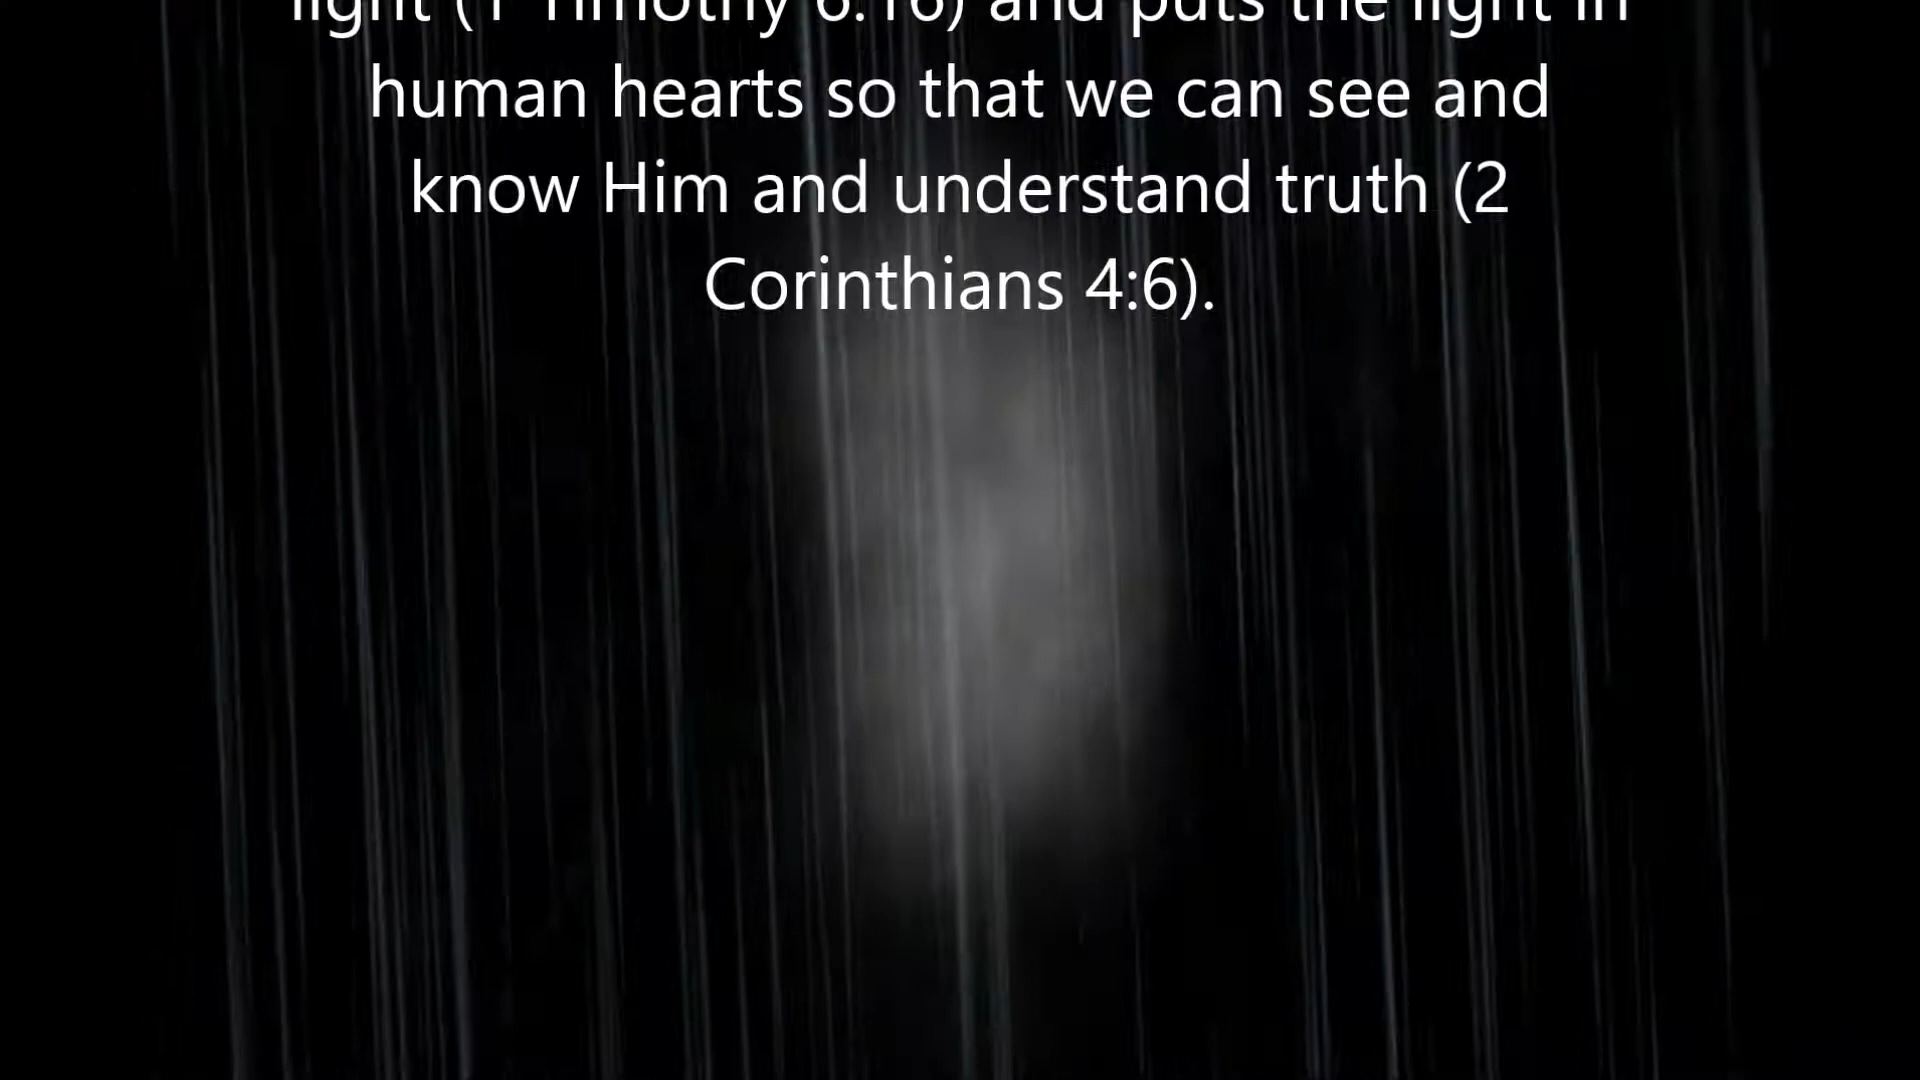 light (1 Timothy 6:16) and puts the light in
human hearts so that we can see and
know Him and understand truth (2
Corinthians 4:6).